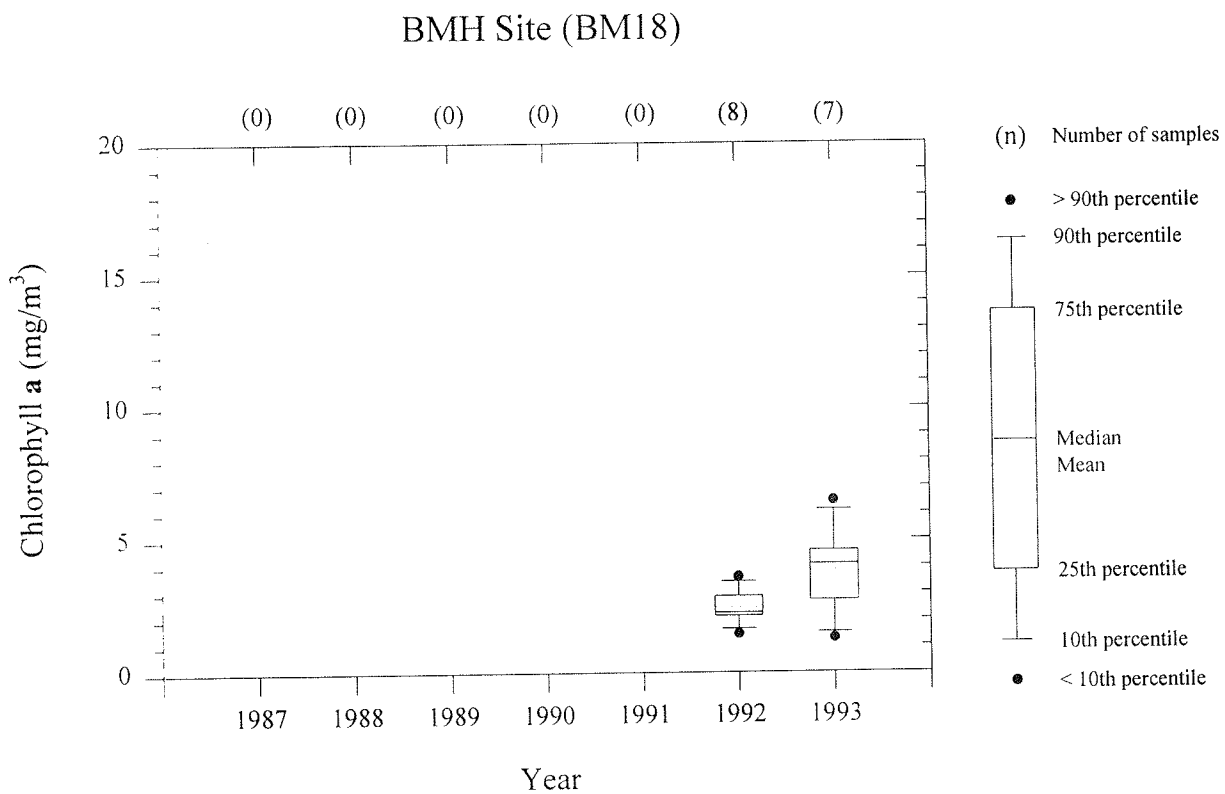 BMH Site (BM18)
(0) (0) (0) (0) (0) (8) (7)
20
15
10
5
0
Chlorophyll a (mg/m³)
1987 1988 1989 1990 1991 1992 1993
Year
(n) Number of samples
> 90th percentile
90th percentile
75th percentile
Median
Mean
25th percentile
10th percentile
< 10th percentile